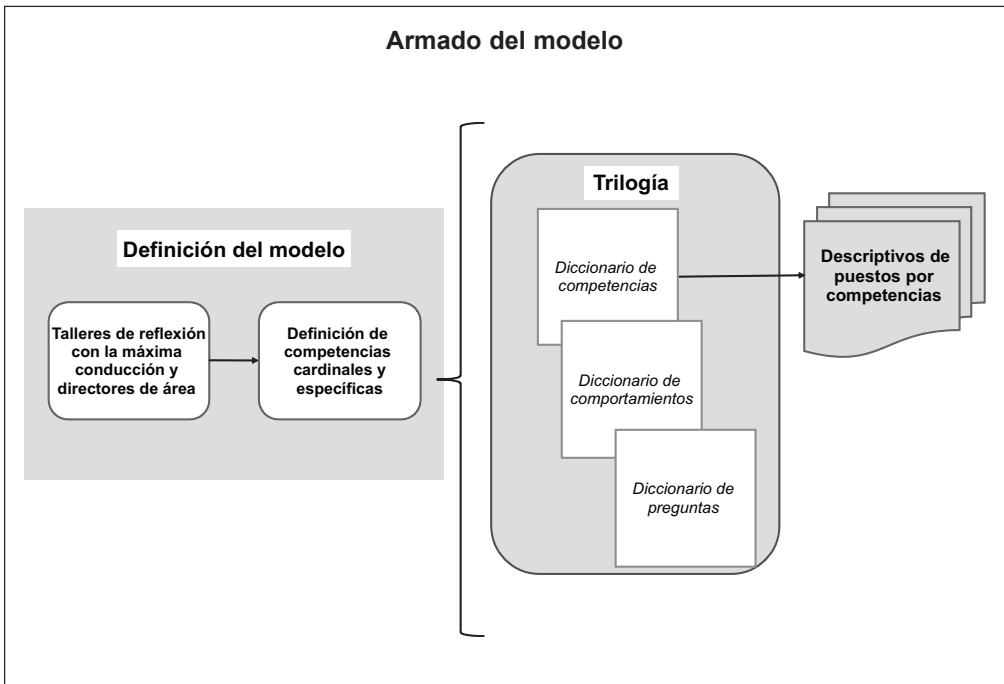 Armado del modelo
Definición del modelo
Talleres de reflexión
con la máxima
conducción y
directores de área
Definición de
competencias
cardinales y
específicas
Trilogía
Diccionario de
competencias
Diccionario de
comportamientos
Diccionario de
preguntas
Descriptivos de
puestos por
competencias